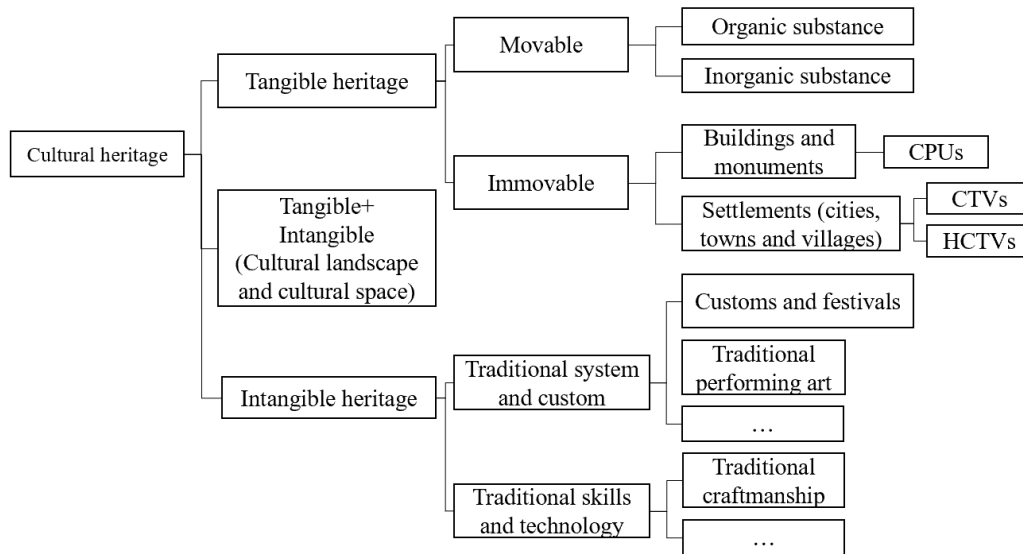 Cultural heritage
Tangible heritage
Movable
Organic substance
Inorganic substance
Immovable
Buildings and
monuments
CPUs
Settlements (cities,
towns and villages)
CTVs
HCTVs
Tangible+
Intangible
(Cultural landscape
and cultural space)
Intangible heritage
Traditional system
and custom
Customs and festivals
Traditional
performing art
…
Traditional skills
and technology
Traditional
craftmanship
…